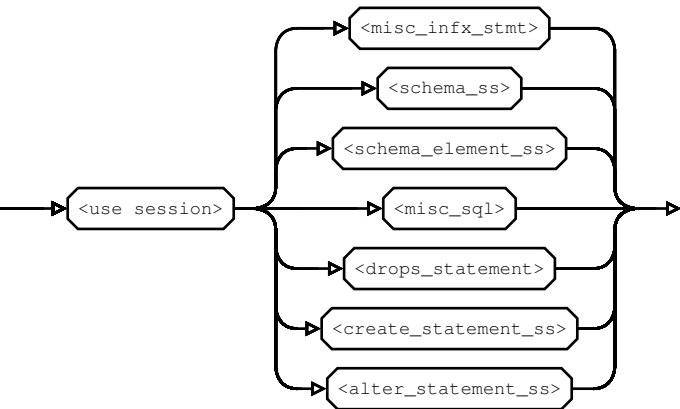 <misc_infx_stmt>
<schema_ss>
<schema_element_ss>
<use session>
<misc_sql>
<drops_statement>
<create_statement_ss>
<alter_statement_ss>